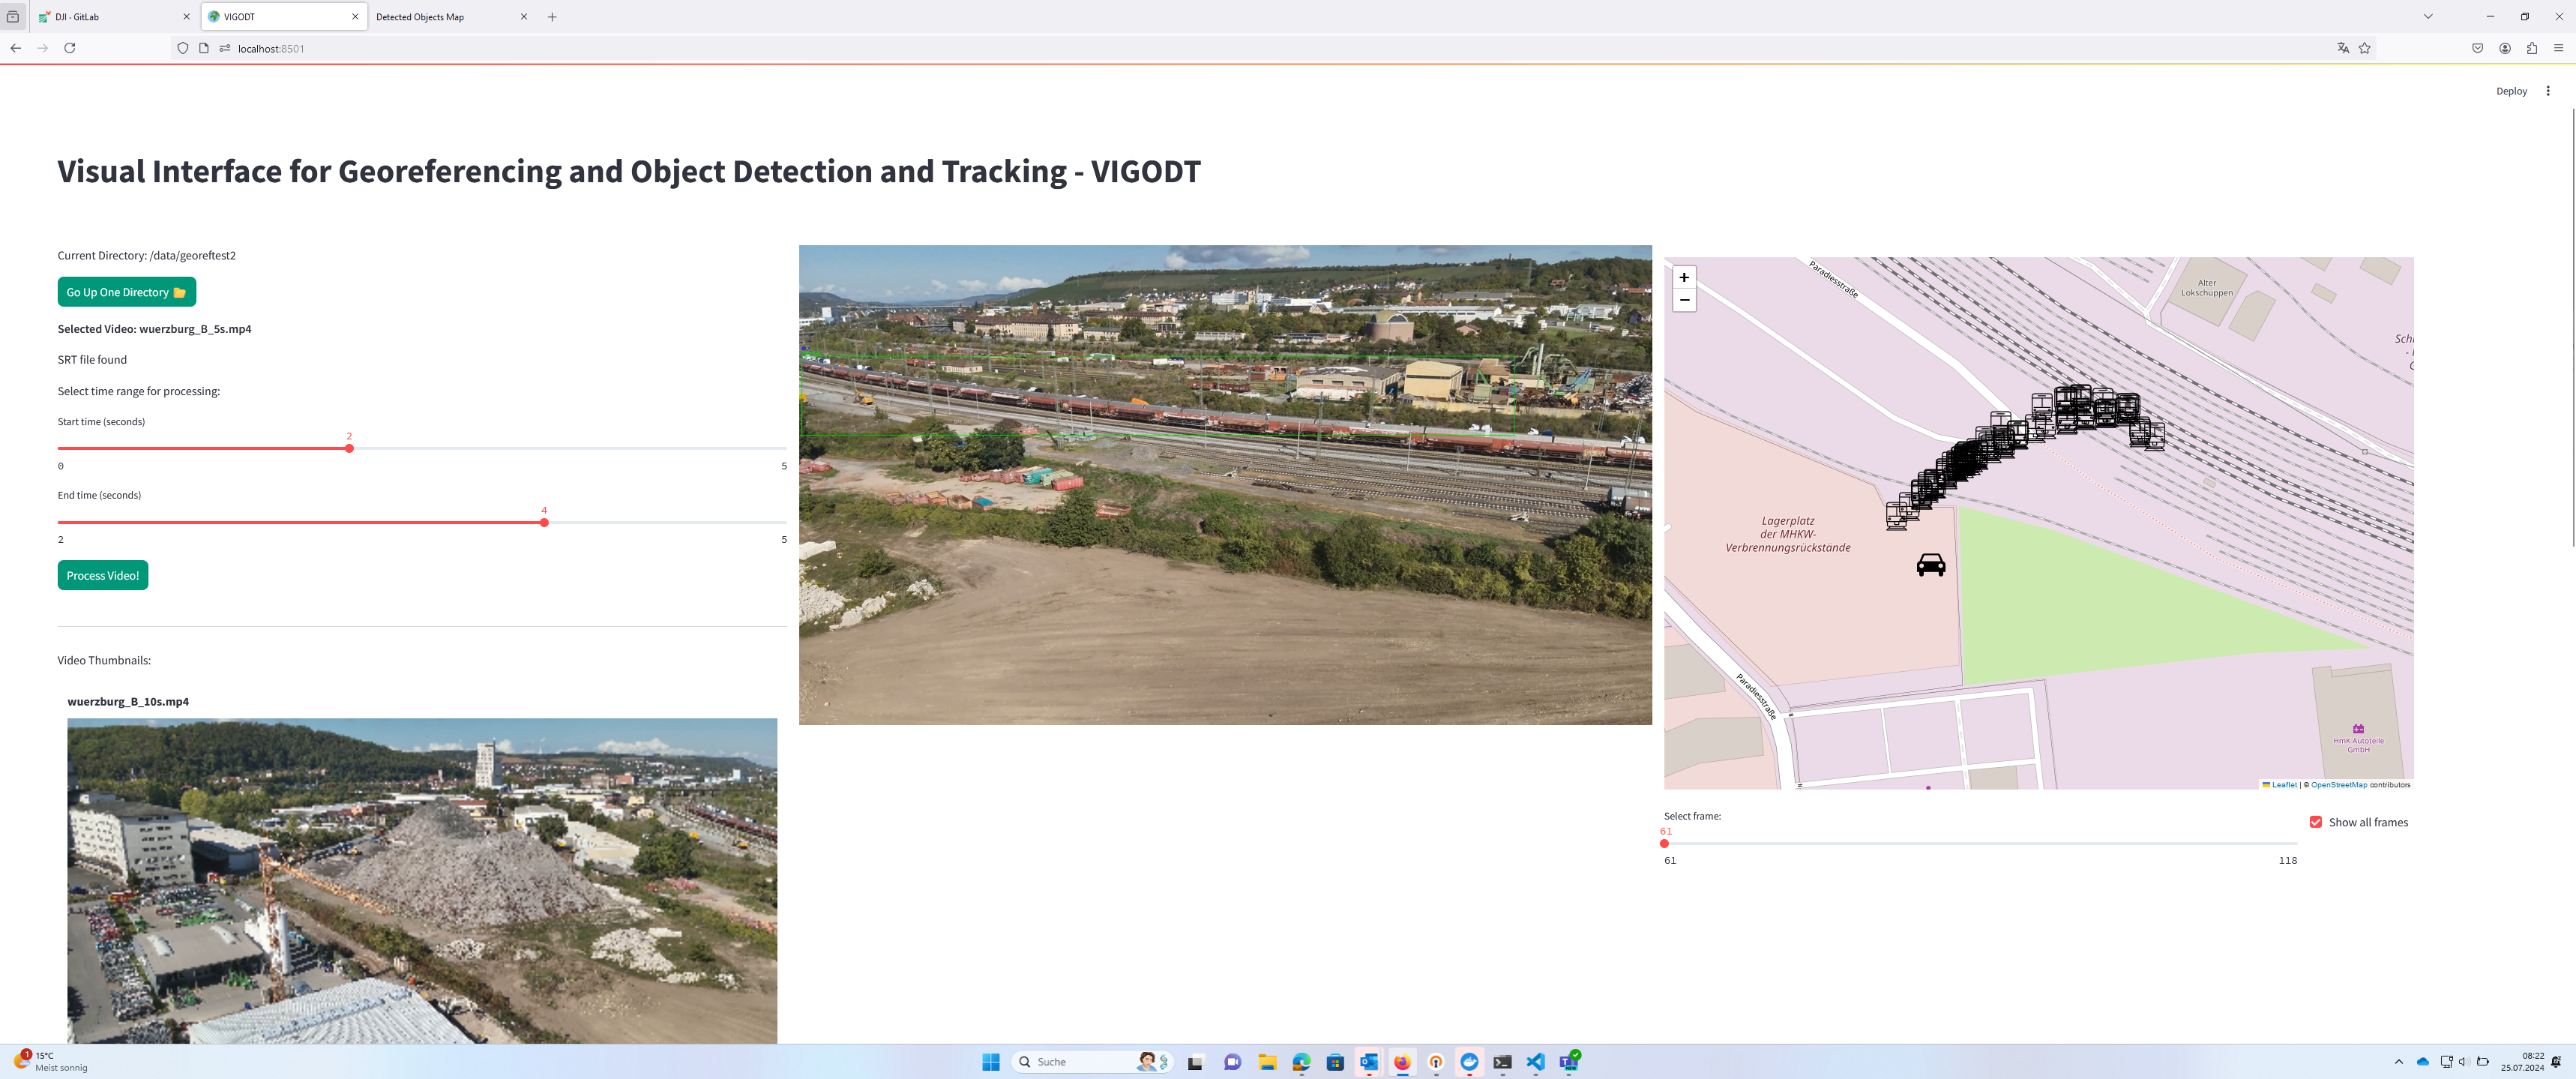 DJI · GitLab
VIGODT
Detected Objects Map
localhost:8501
Deploy
Visual Interface for Georeferencing and Object Detection and Tracking - VIGODT
Current Directory: /data/georeftest2
Go Up One Directory
Selected Video: wuerzburg_B_5s.mp4
SRT file found
Select time range for processing:
Start time (seconds)
2
0 5
End time (seconds)
4
2 5
Process Video!
Video Thumbnails:
wuerzburg_B_10s.mp4
+
−
Paradiesstraße
Alter
Lokschuppen
Lagerplatz
der MHKW-
Verbrennungsrückstände
Paradiesstraße
HmK Autoteile
GmbH
Leaflet | © OpenStreetMap contributors
Select frame:
61
61 118
Show all frames
1
15°C
Meist sonnig
Suche
08:22
25.07.2024